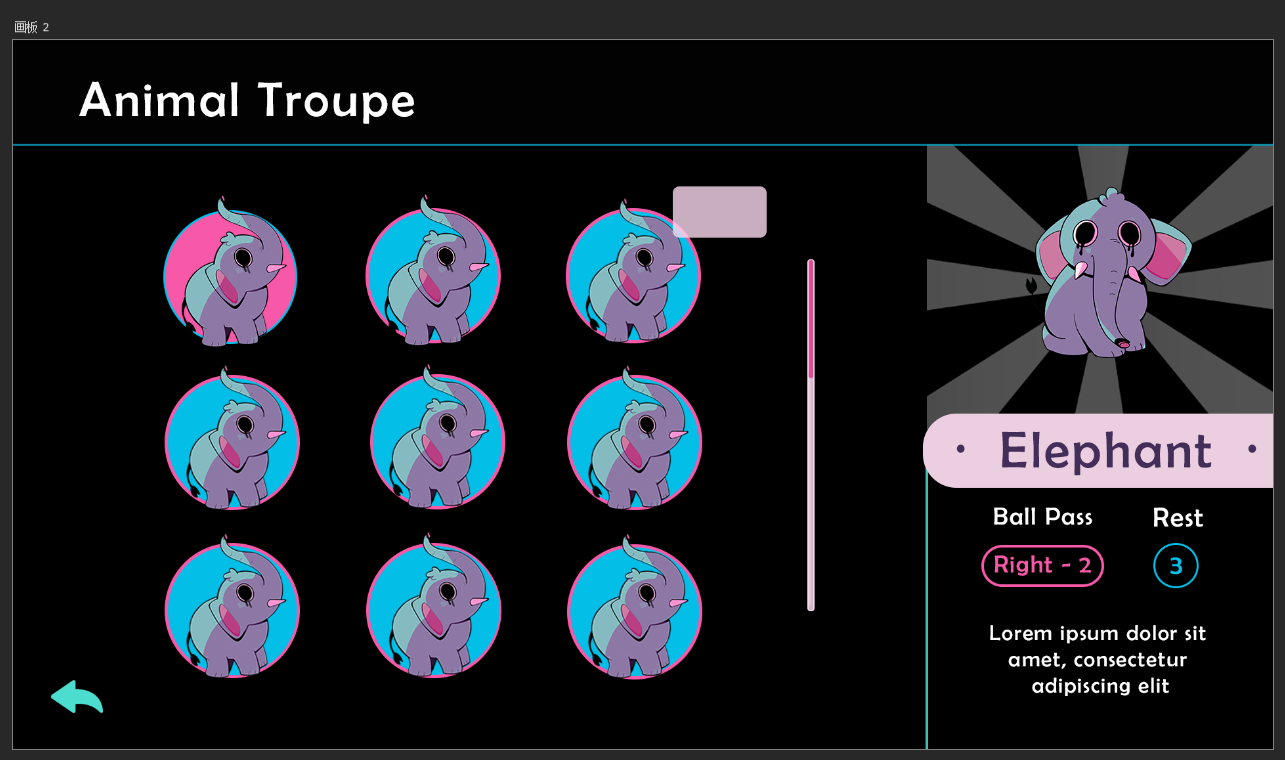 画板 2
Animal Troupe
• Elephant •
Ball Pass
Rest
Right - 2
3
Lorem ipsum dolor sit
amet, consectetur
adipiscing elit